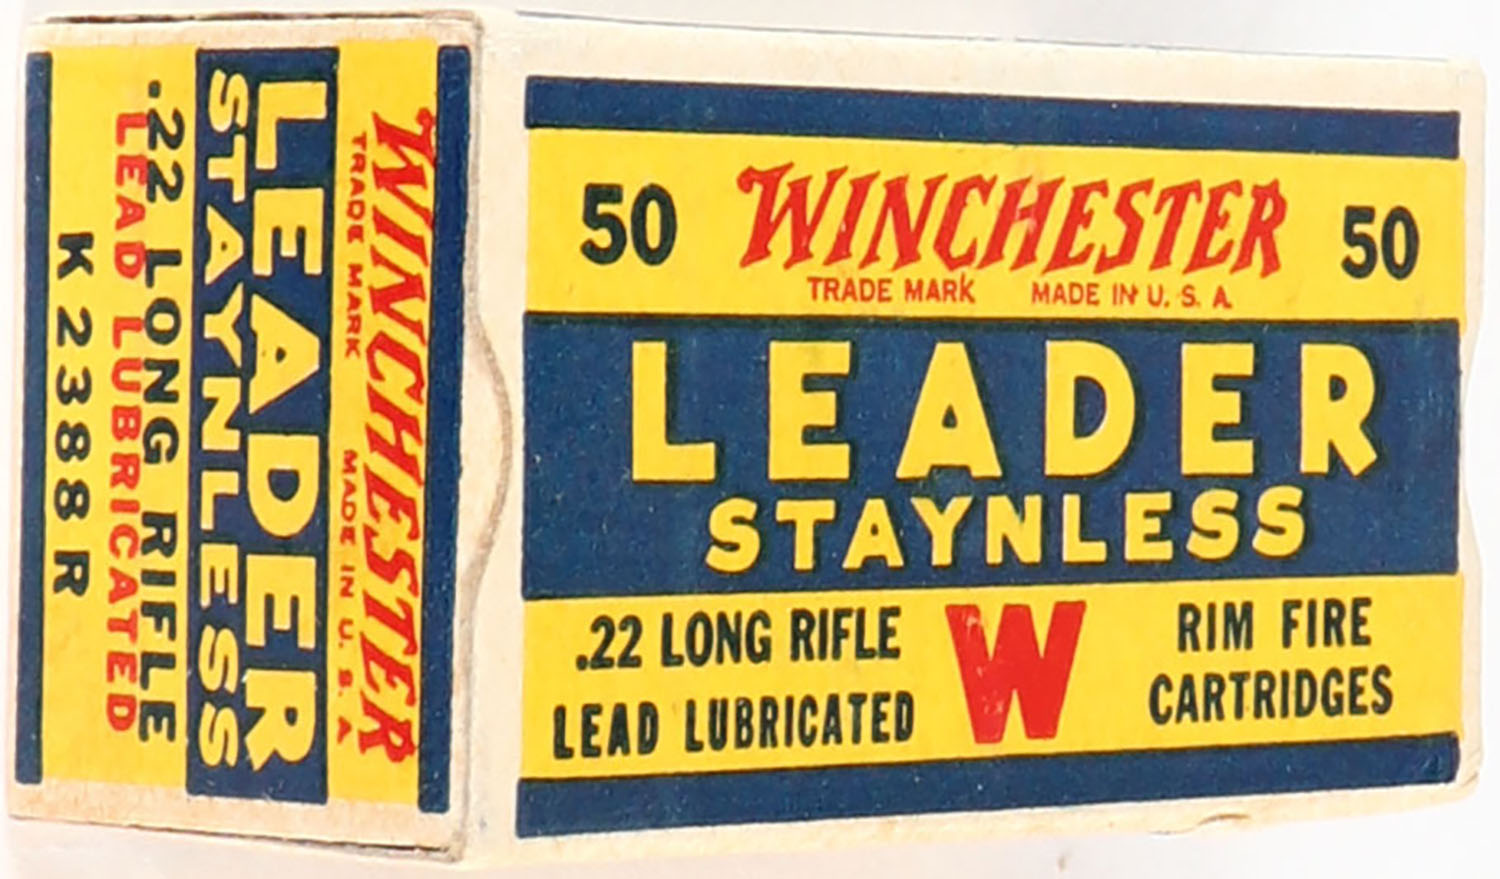 WINCHESTER
TRADE MARK MADE IN U. S. A
LEADER
STAYNLESS
.22 LONG RIFLE
LEAD LUBRICATED
K2388R
50 WINCHESTER 50
TRADE MARK MADE IN U. S. A.
LEADER
STAYNLESS
.22 LONG RIFLE W RIM FIRE
LEAD LUBRICATED CARTRIDGES